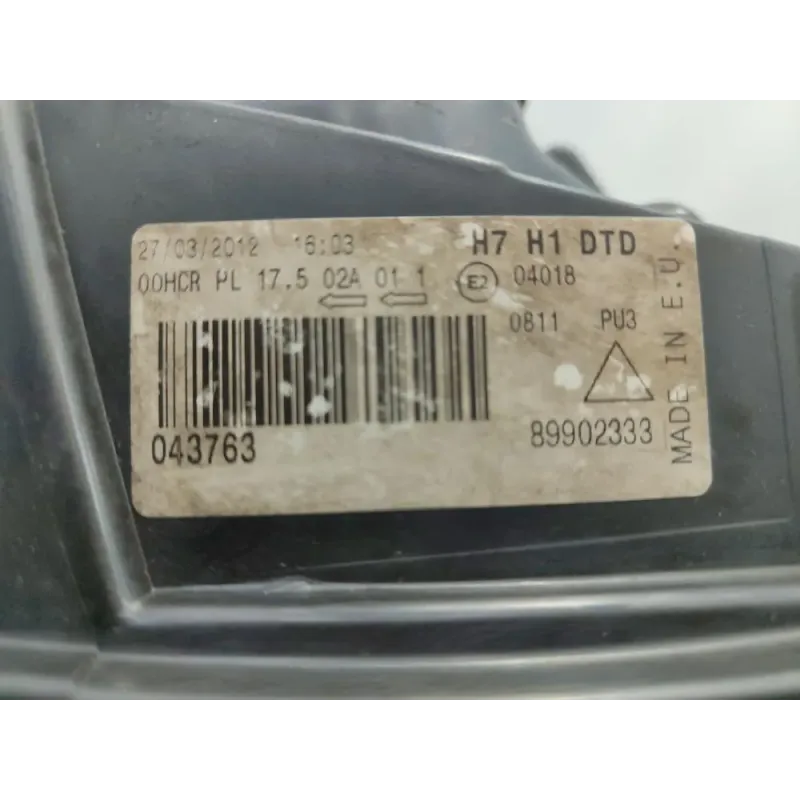 27/03/2012 16:03 H7 H1 DTD
00HCR PL 17.5 02A 01 1 E2 04018
0811 PU3
043763 89902333
MADE IN E.U.